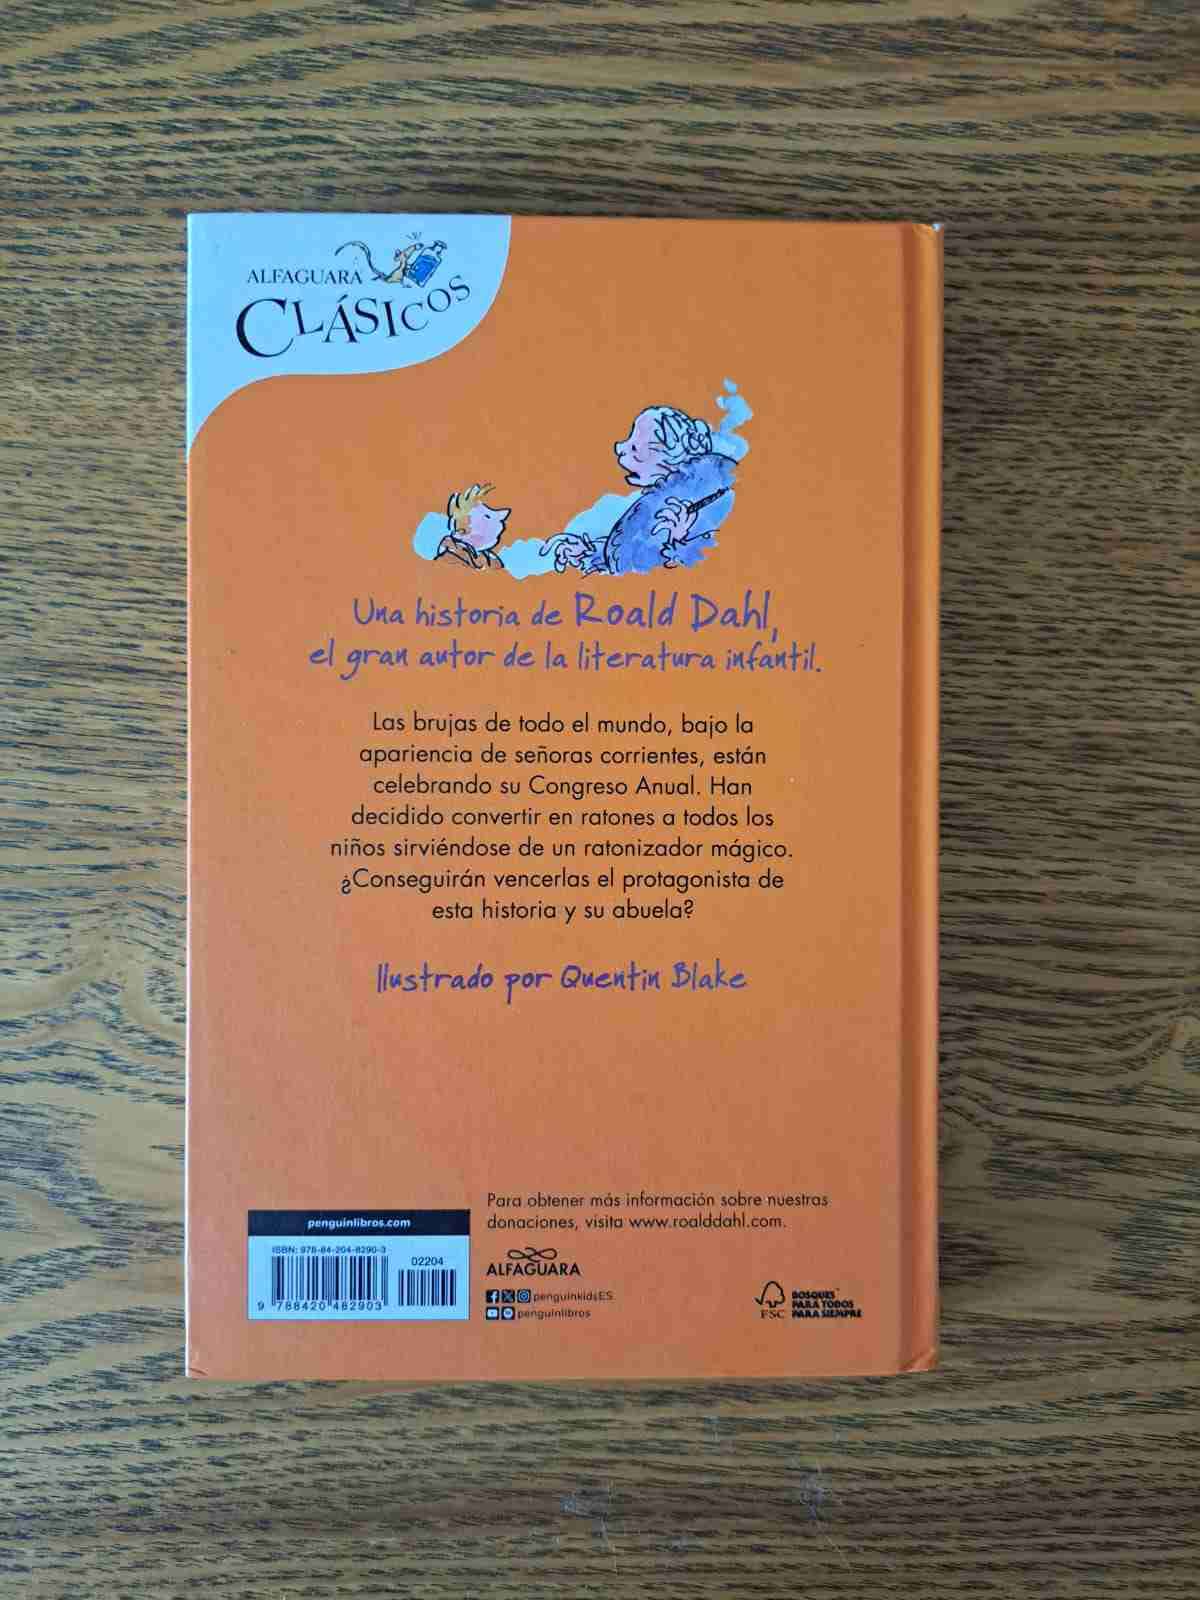 ALFAGUARA
CLÁSICOS
Una historia de Roald Dahl,
el gran autor de la literatura infantil.
Las brujas de todo el mundo, bajo la
apariencia de señoras corrientes, están
celebrando su Congreso Anual. Han
decidido convertir en ratones a todos los
niños sirviéndose de un ratonizador mágico.
¿Conseguirán vencerlas el protagonista de
esta historia y su abuela?
Ilustrado por Quentin Blake
Para obtener más información sobre nuestras
donaciones, visita www.roalddahl.com.
penguinlibros.com
ISBN: 978-84-204-8290-3
02204
9 788420 482903
ALFAGUARA
penguinkidsES
penguinlibros
FSC
BOSQUES
PARA TODOS
PARA SIEMPRE